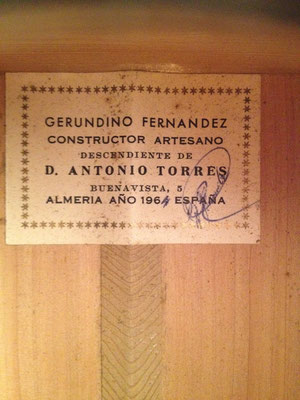 GERUNDINO FERNANDEZ
CONSTRUCTOR ARTESANO
DESCENDIENTE DE
D. ANTONIO TORRES
BUENAVISTA, 5
ALMERIA AÑO 1964 ESPAÑA